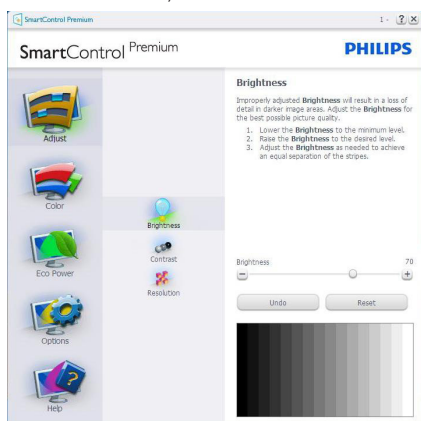 SmartControl Premium
1 -
?
X
SmartControl Premium
PHILIPS
Adjust
Color
Eco Power
Options
Help
Brightness
Contrast
Resolution
Brightness
Improperly adjusted Brightness will result in a loss of
detail in darker image areas. Adjust the Brightness for
the best possible picture quality.
1. Lower the Brightness to the minimum level.
2. Raise the Brightness to the desired level.
3. Adjust the Brightness as needed to achieve
an equal separation of the stripes.
Brightness 70
Undo Reset